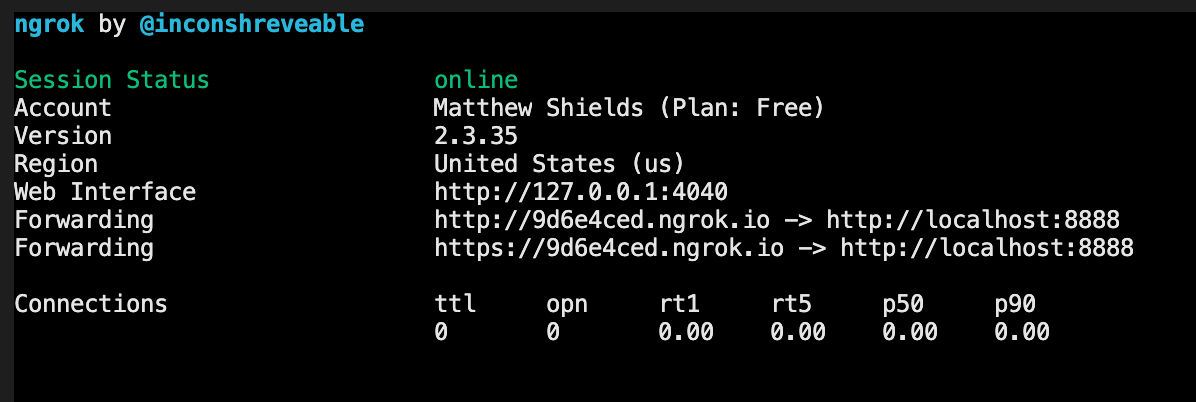 ngrok by @inconshreveable
Session Status online
Account Matthew Shields (Plan: Free)
Version 2.3.35
Region United States (us)
Web Interface http://127.0.0.1:4040
Forwarding http://9d6e4ced.ngrok.io -> http://localhost:8888
Forwarding https://9d6e4ced.ngrok.io -> http://localhost:8888
Connections ttl opn rt1 rt5 p50 p90
0 0 0.00 0.00 0.00 0.00